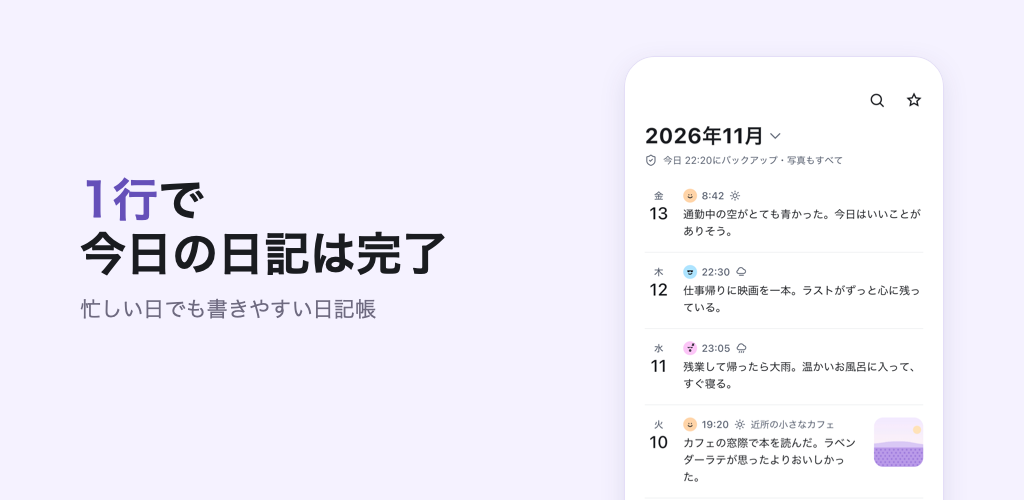 1行で
今日の日記は完了
忙しい日でも書きやすい日記帳
2026年11月
今日 22:20にバックアップ・写真もすべて
金
13
8:42
通勤中の空がとても青かった。今日はいいことが
ありそう。
木
12
22:30
仕事帰りに映画を一本。ラストがずっと心に残っ
ている。
水
11
23:05
残業して帰ったら大雨。温かいお風呂に入って、
すぐ寝る。
火
10
19:20 近所の小さなカフェ
カフェの窓際で本を読んだ。ラベン
ダーラテが思ったよりおいしかっ
た。